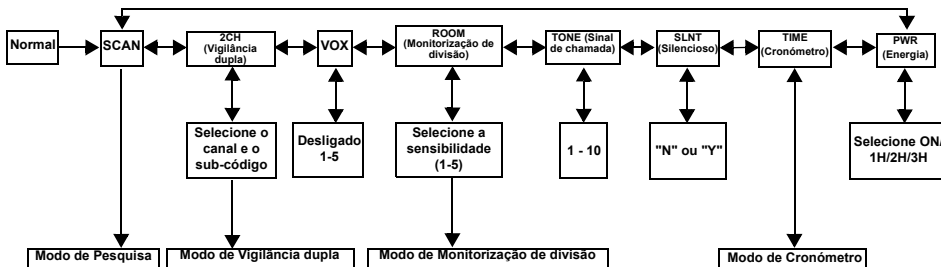 Normal
SCAN
2CH
(Vigilância
dupla)
VOX
ROOM
(Monitorização de
divisão)
TONE (Sinal
de chamada)
SLNT
(Silencioso)
TIME
(Cronómetro)
PWR
(Energia)
Selecione o
canal e o
sub-código
Desligado
1-5
Selecione a
sensibilidade
(1-5)
1 - 10
"N" ou "Y"
Selecione ON/
1H/2H/3H
Modo de Pesquisa
Modo de Vigilância dupla
Modo de Monitorização de divisão
Modo de Cronómetro